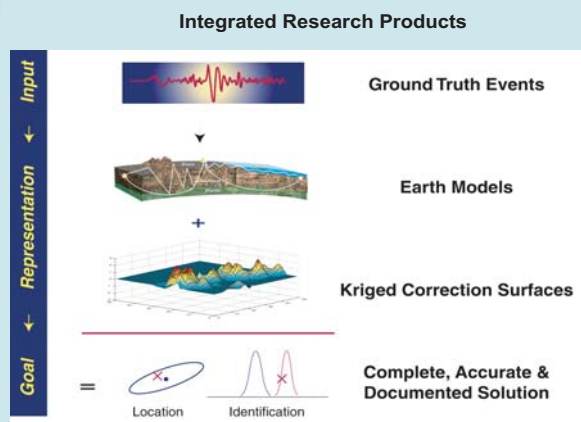 Integrated Research Products
Input
Ground Truth Events
Representation
Earth Models
+
Kriged Correction Surfaces
Goal
=
Complete, Accurate &
Documented Solution
Location
Identification